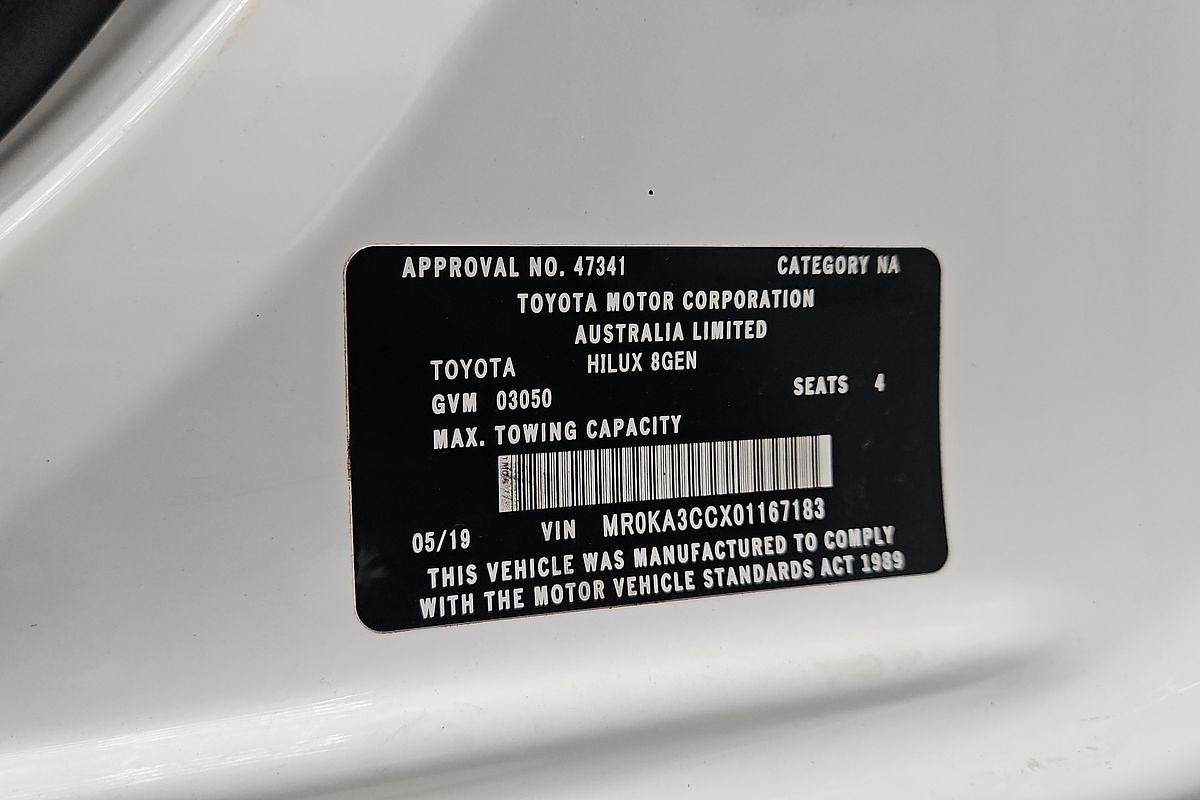 APPROVAL NO. 47341 CATEGORY NA
TOYOTA MOTOR CORPORATION
AUSTRALIA LIMITED
TOYOTA HILUX 8GEN
GVM 03050 SEATS 4
MAX. TOWING CAPACITY
05/19 VIN MR0KA3CCX01167183
THIS VEHICLE WAS MANUFACTURED TO COMPLY
WITH THE MOTOR VEHICLE STANDARDS ACT 1989